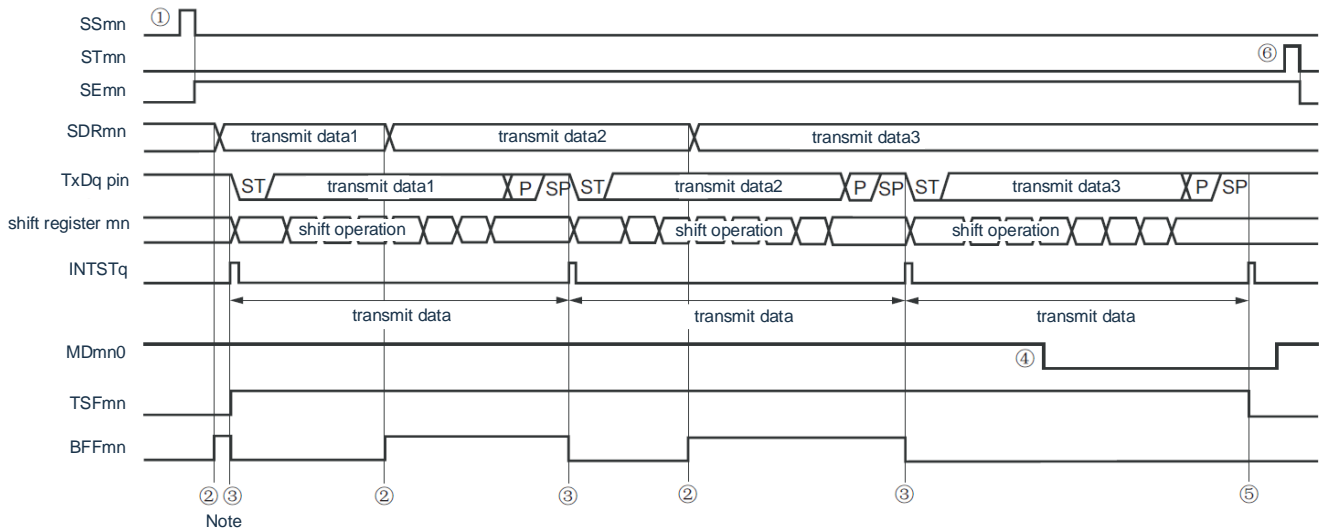 ① SSmn
STmn ⑥
SEmn
SDRmn transmit data1 transmit data2 transmit data3
TxDq pin ST transmit data1 P SP ST transmit data2 P SP ST transmit data3 P SP
shift register mn shift operation shift operation shift operation
INTSTq
transmit data transmit data transmit data
MDmn0 ④
TSFmn
BFFmn
② ③ ② ③ ② ③ ⑤
Note